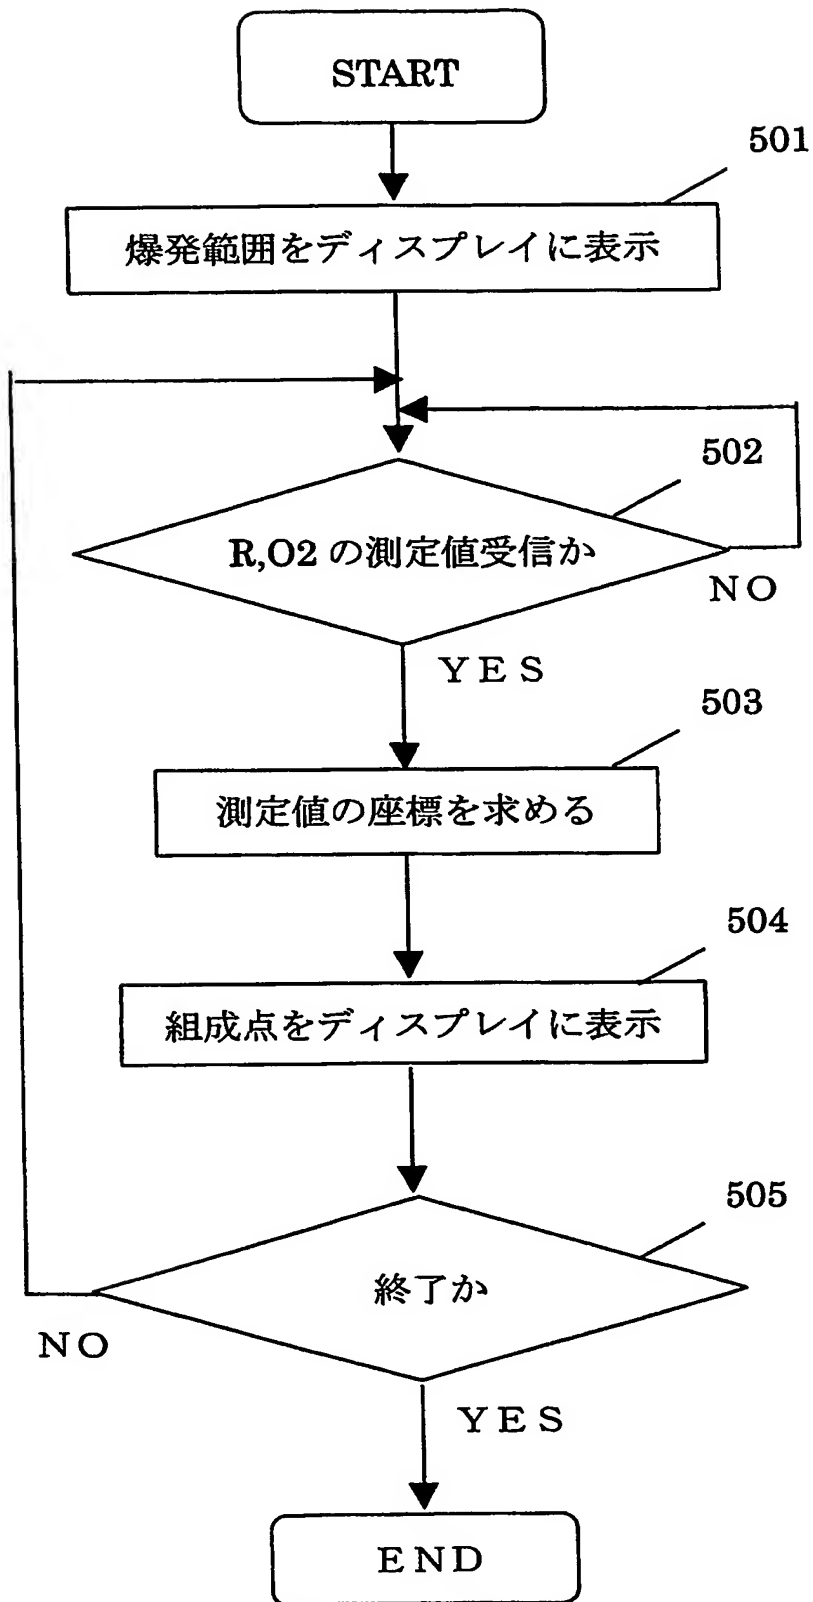 START
501
爆発範囲をディスプレイに表示
502
R,O2 の測定値受信か
NO
YES
503
測定値の座標を求める
504
組成点をディスプレイに表示
505
終了か
NO
YES
END